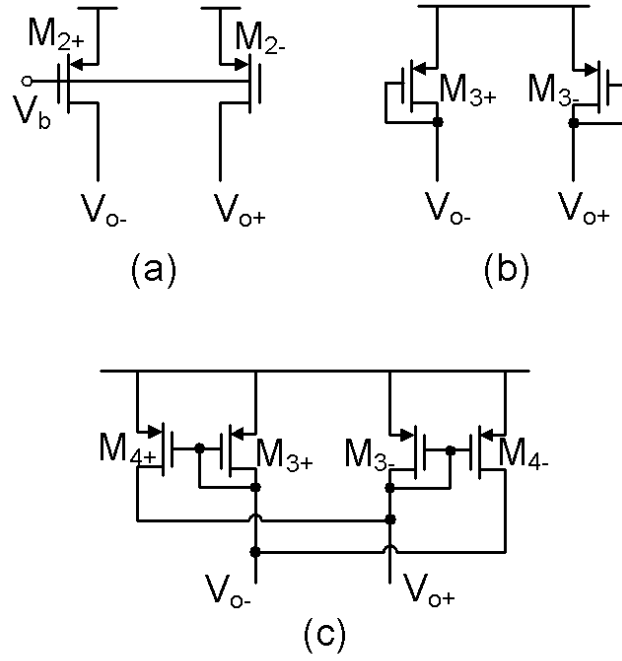 M2+ M2-
Vb
Vo- Vo+
(a)
M3+ M3-
Vo- Vo+
(b)
M4+ M3+ M3- M4-
Vo- Vo+
(c)